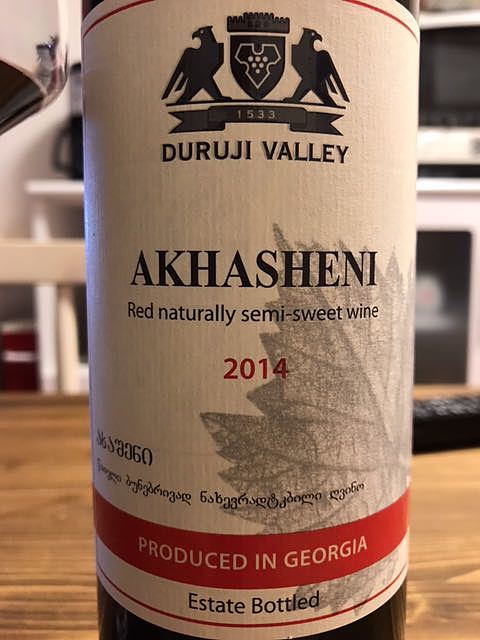 1533
DURUJI VALLEY
AKHASHENI
Red naturally semi-sweet wine
2014
ახაშენი
წითელი ბუნებრივად ნახევრადტკბილი ღვინო
PRODUCED IN GEORGIA
Estate Bottled